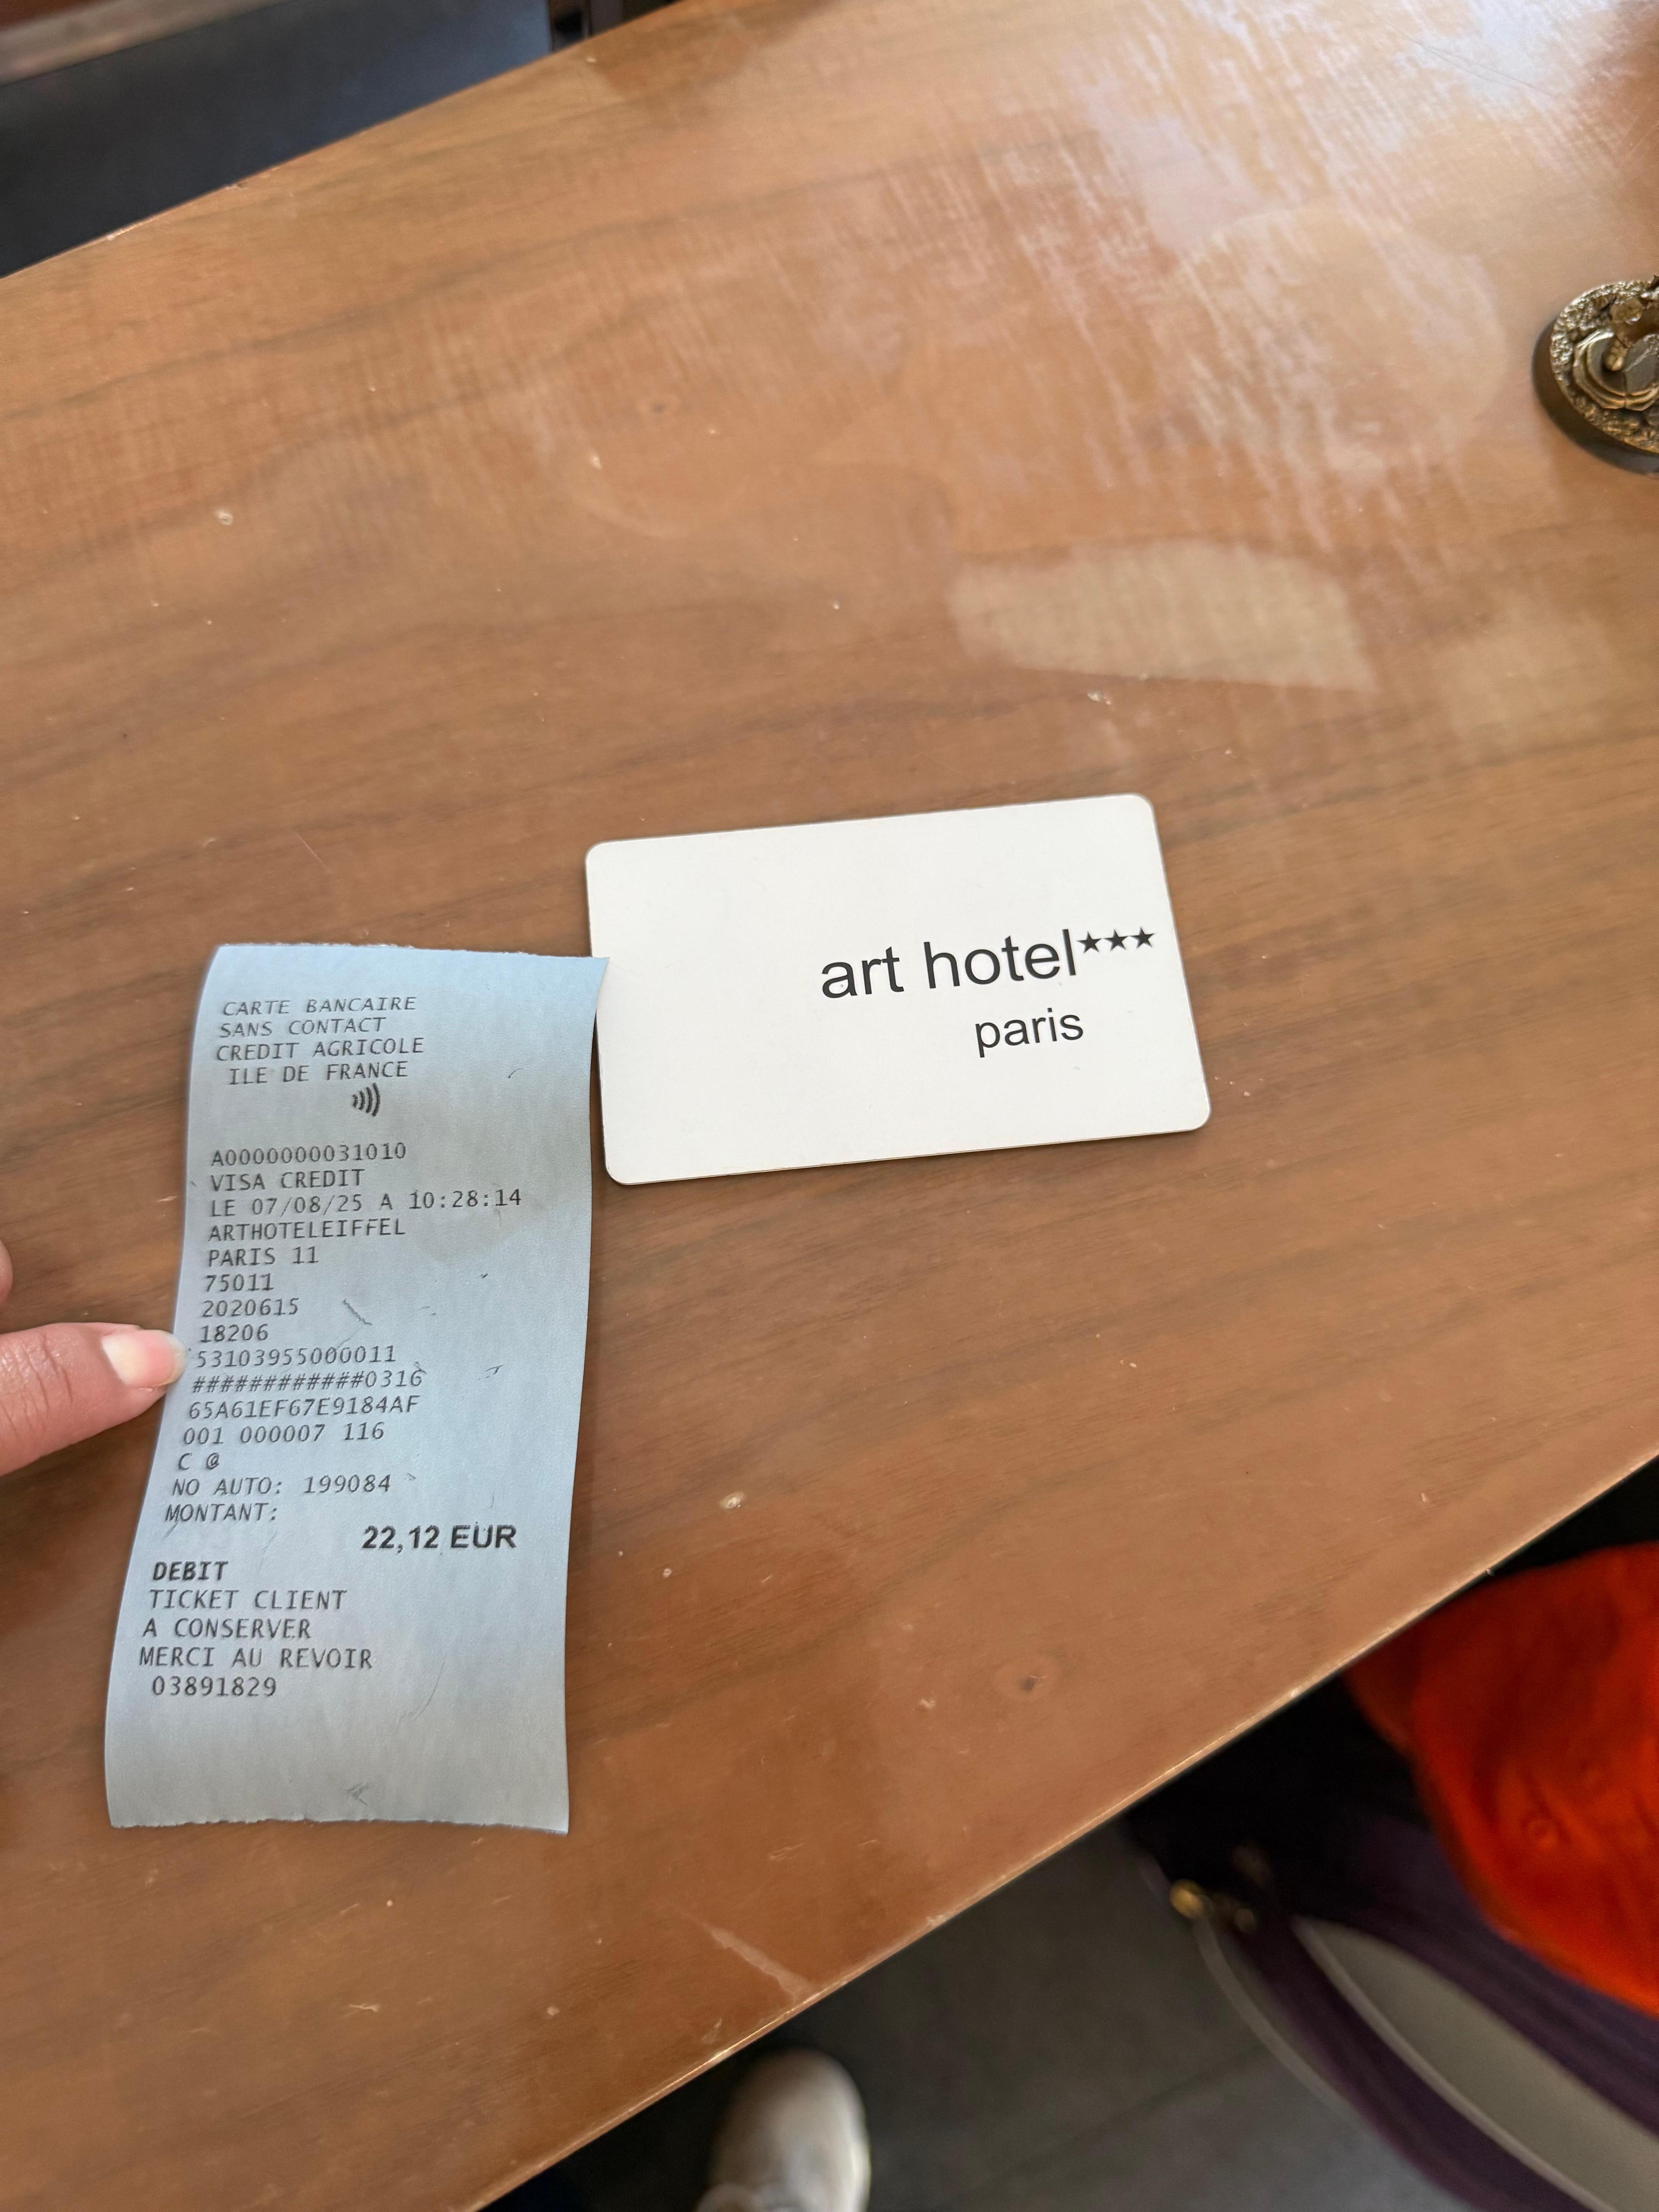 CARTE BANCAIRE
SANS CONTACT
CREDIT AGRICOLE
ILE DE FRANCE
A0000000031010
VISA CREDIT
LE 07/08/25 A 10:28:14
ARTHOTELEIFFEL
PARIS 11
75011
2020615
18206
53103955000011
############0316
65A61EF67E9184AF
001 000007 116
C @
NO AUTO: 199084
MONTANT:
22,12 EUR
DEBIT
TICKET CLIENT
A CONSERVER
MERCI AU REVOIR
03891829
art hotel★★★
paris